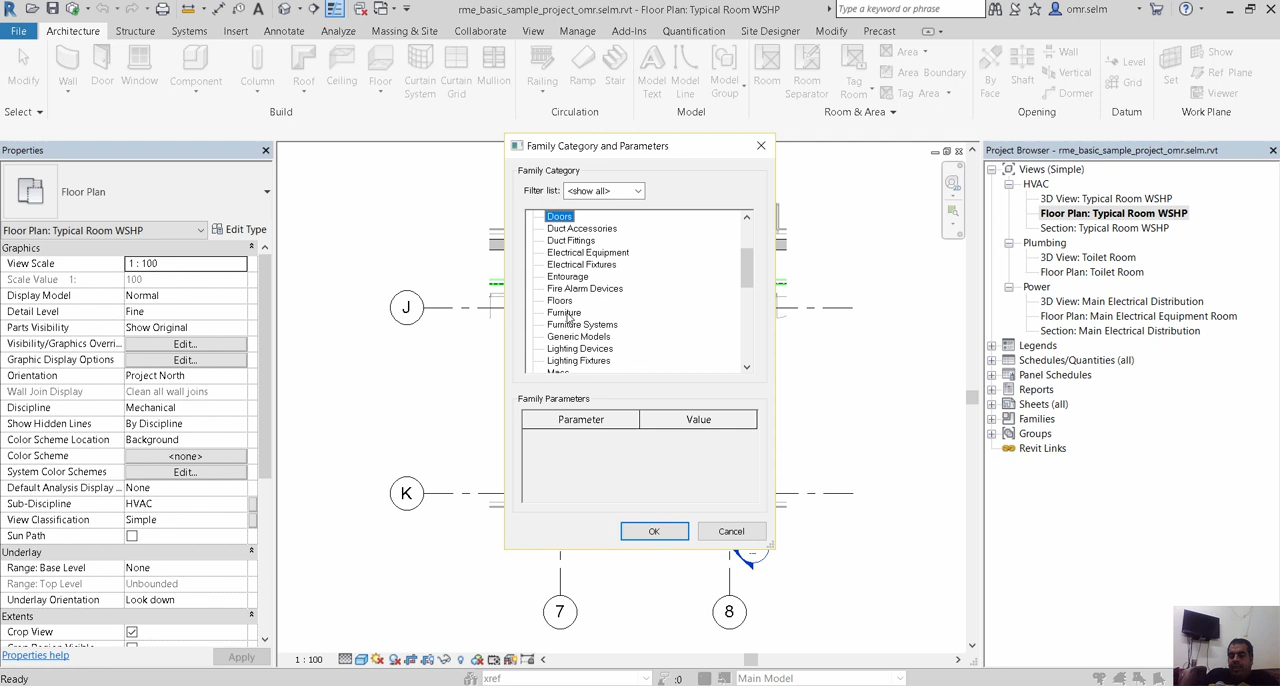 rme_basic_sample_project_omr.selm.rvt - Floor Plan: Typical Room WSHP
Type a keyword or phrase
omr.selm
File Architecture Structure Systems Insert Annotate Analyze Massing & Site Collaborate View Manage Add-Ins Quantification Site Designer Modify Precast
Modify Wall Door Window Component Column Roof Ceiling Floor Curtain System Curtain Grid Mullion Railing Ramp Stair Model Text Model Line Model Group Room Room Separator Tag Room Area Area Boundary Tag Area By Face Shaft Wall Vertical Dormer Level Grid Set Show Ref Plane Viewer
Select Build Circulation Model Room & Area Opening Datum Work Plane
Properties
Floor Plan
Floor Plan: Typical Room WSHP Edit Type
Graphics
View Scale 1 : 100
Scale Value 1: 100
Display Model Normal
Detail Level Fine
Parts Visibility Show Original
Visibility/Graphics Overri... Edit...
Graphic Display Options Edit...
Orientation Project North
Wall Join Display Clean all wall joins
Discipline Mechanical
Show Hidden Lines By Discipline
Color Scheme Location Background
Color Scheme <none>
System Color Schemes Edit...
Default Analysis Display ... None
Sub-Discipline HVAC
View Classification Simple
Sun Path
Underlay
Range: Base Level None
Range: Top Level Unbounded
Underlay Orientation Look down
Extents
Crop View
Properties help Apply
Family Category and Parameters
Family Category
Filter list: <show all>
Doors
Duct Accessories
Duct Fittings
Electrical Equipment
Electrical Fixtures
Entourage
Fire Alarm Devices
Floors
Furniture
Furniture Systems
Generic Models
Lighting Devices
Lighting Fixtures
Mass
Family Parameters
Parameter Value
OK Cancel
J
K
7 8
1 : 100
Project Browser - rme_basic_sample_project_omr.selm.rvt
Views (Simple)
HVAC
3D View: Typical Room WSHP
Floor Plan: Typical Room WSHP
Section: Typical Room WSHP
Plumbing
3D View: Toilet Room
Floor Plan: Toilet Room
Power
3D View: Main Electrical Distribution
Floor Plan: Main Electrical Equipment Room
Section: Main Electrical Distribution
Legends
Schedules/Quantities (all)
Panel Schedules
Reports
Sheets (all)
Families
Groups
Revit Links
Ready xref :0 Main Model